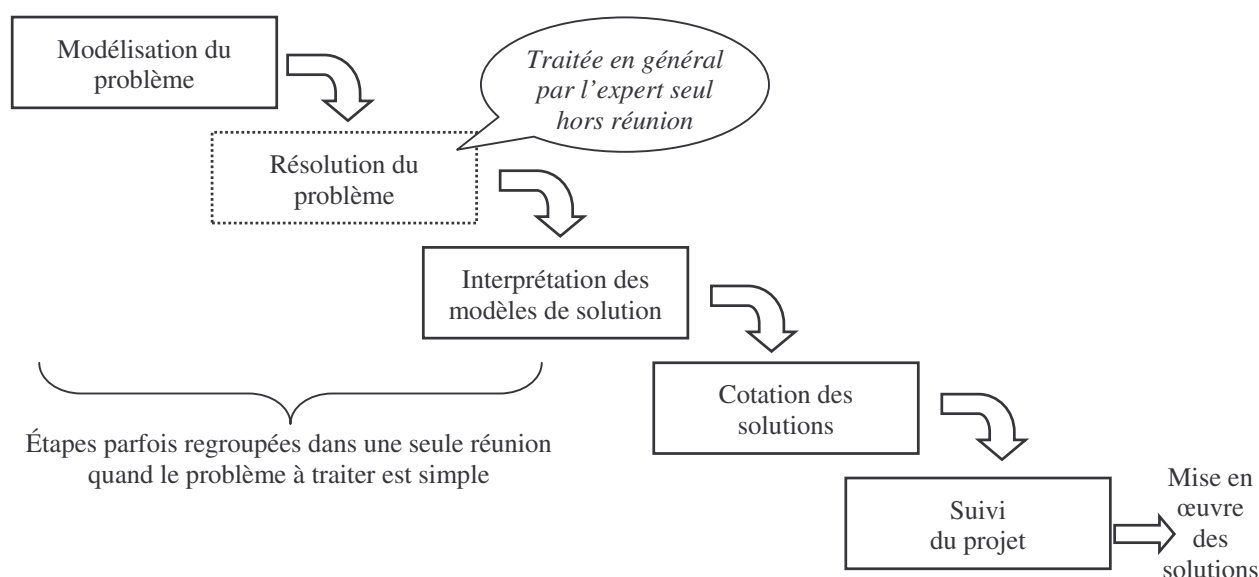 Modélisation du
problème
Traitée en général
par l'expert seul
hors réunion
Résolution du
problème
Interprétation des
modèles de solution
Cotation des
solutions
Étapes parfois regroupées dans une seule réunion
quand le problème à traiter est simple
Suivi
du projet
Mise en
œuvre
des
solutions